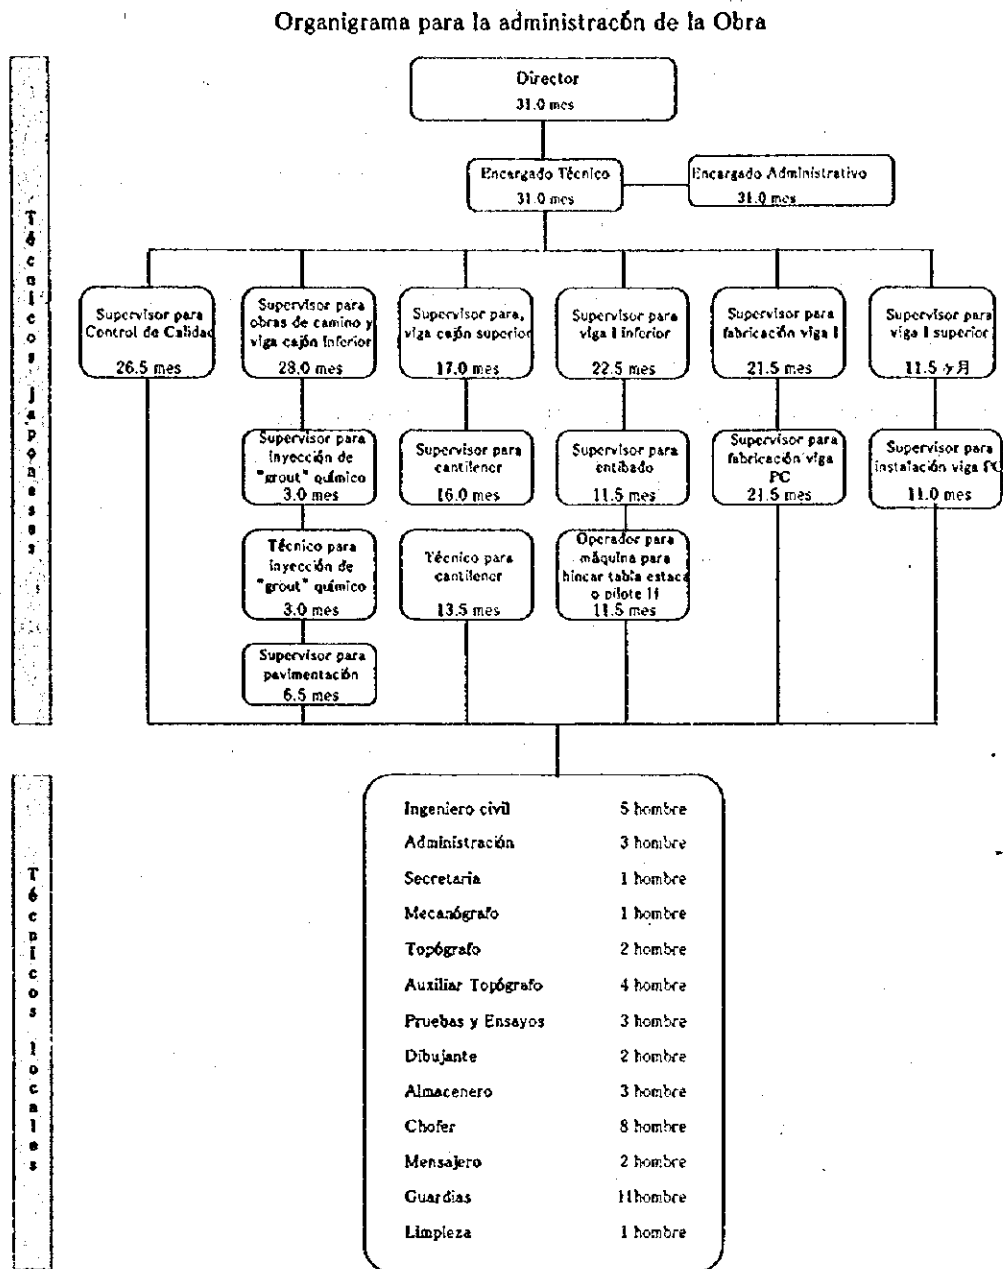 Organigrama para la administracón de la Obra
Director
31.0 mes
Encargado Técnico
31.0 mes
Encargado Administrativo
31.0 mes
Técnicos japoneses
Supervisor para
Control de Calidad
26.5 mes
Supervisor para
obras de camino y
viga cajón inferior
28.0 mes
Supervisor para,
viga cajón superior
17.0 mes
Supervisor para
viga I inferior
22.5 mes
Supervisor para
fabricación viga I
21.5 mes
Supervisor para
viga I superior
11.5 ヶ月
Supervisor para
inyección de
"grout" químico
3.0 mes
Supervisor para
cantilener
16.0 mes
Supervisor para
entibado
11.5 mes
Supervisor para
fabricación viga
PC
21.5 mes
Supervisor para
instalación viga PC
11.0 mes
Técnico para
inyección de
"grout" químico
3.0 mes
Técnico para
cantilener
13.5 mes
Operador para
máquina para
hincar tabla estaca
o pilote H
11.5 mes
Supervisor para
pavimentación
6.5 mes
Técnicos locales
Ingeniero civil 5 hombre
Administración 3 hombre
Secretaria 1 hombre
Mecanógrafo 1 hombre
Topógrafo 2 hombre
Auxiliar Topógrafo 4 hombre
Pruebas y Ensayos 3 hombre
Dibujante 2 hombre
Almacenero 3 hombre
Chofer 8 hombre
Mensajero 2 hombre
Guardias 11hombre
Limpieza 1 hombre